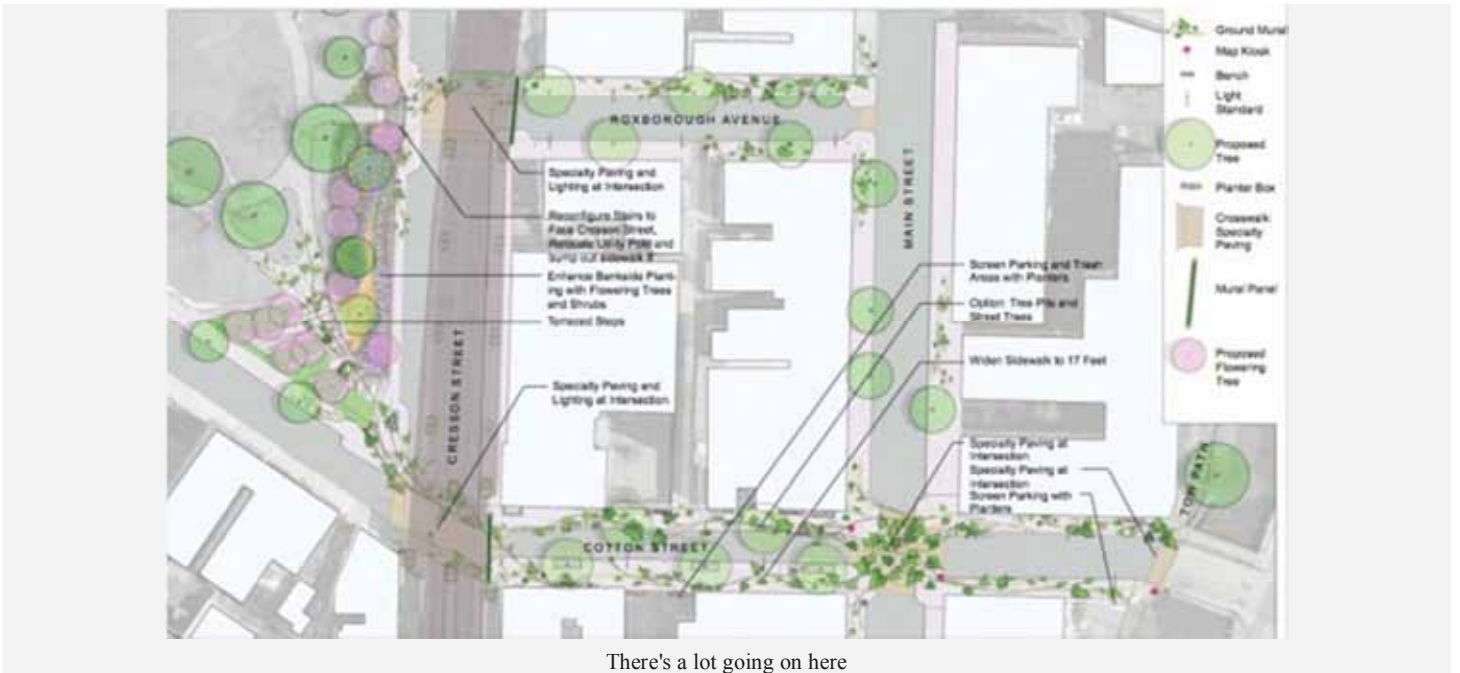 Ground Mural
Map Kiosk
Bench
Light
Standard
Proposed
Tree
Planter Box
Crosswalk
Specialty
Paving
Mural Panel
Proposed
Flowering
Tree
ROXBOROUGH AVENUE
MAIN STREET
CRESSON STREET
COTTON STREET
TOW PATH
Specialty Paving and
Lighting at Intersection
Reconfigure Stairs to
Face Cresson Street,
Relocate Utility Pole and
bump out sidewalk 8'
Enhance Bankside Plant-
ing with Flowering Trees
and Shrubs
Terraced Steps
Specialty Paving and
Lighting at Intersection
Screen Parking and Trash
Areas with Planters
Option: Tree Pits and
Street Trees
Widen Sidewalk to 17 Feet
Specialty Paving at
Intersection
Specialty Paving at
Intersection
Screen Parking with
Planters
There's a lot going on here